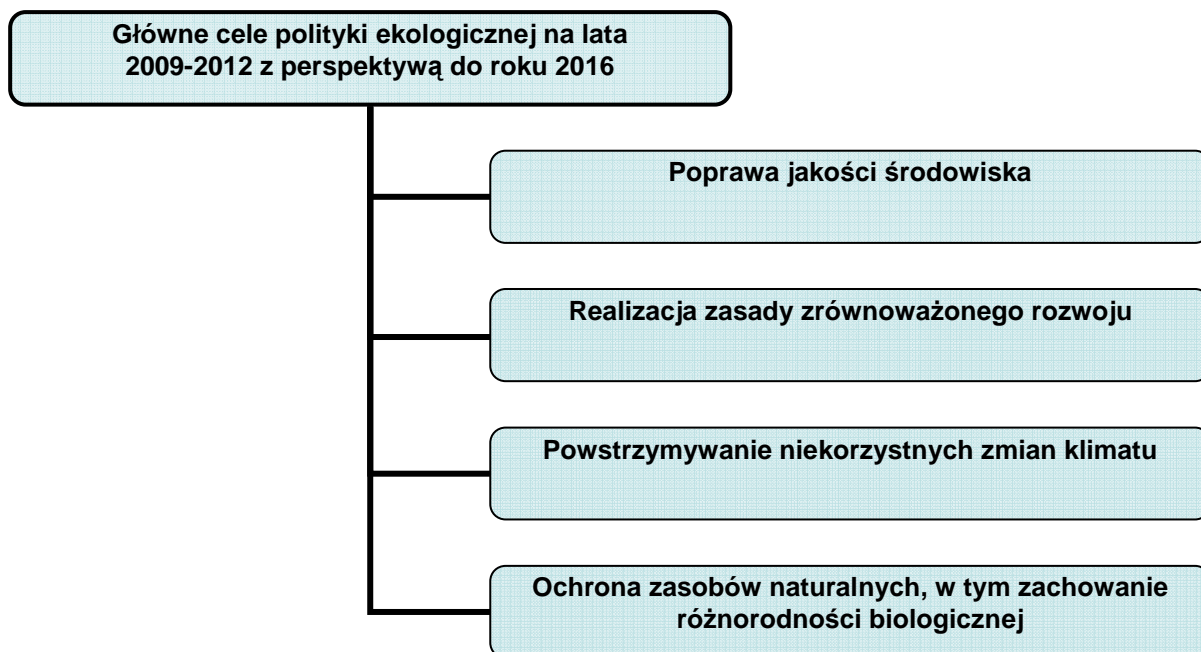 Główne cele polityki ekologicznej na lata
2009-2012 z perspektywą do roku 2016
Poprawa jakości środowiska
Realizacja zasady zrównoważonego rozwoju
Powstrzymywanie niekorzystnych zmian klimatu
Ochrona zasobów naturalnych, w tym zachowanie
różnorodności biologicznej